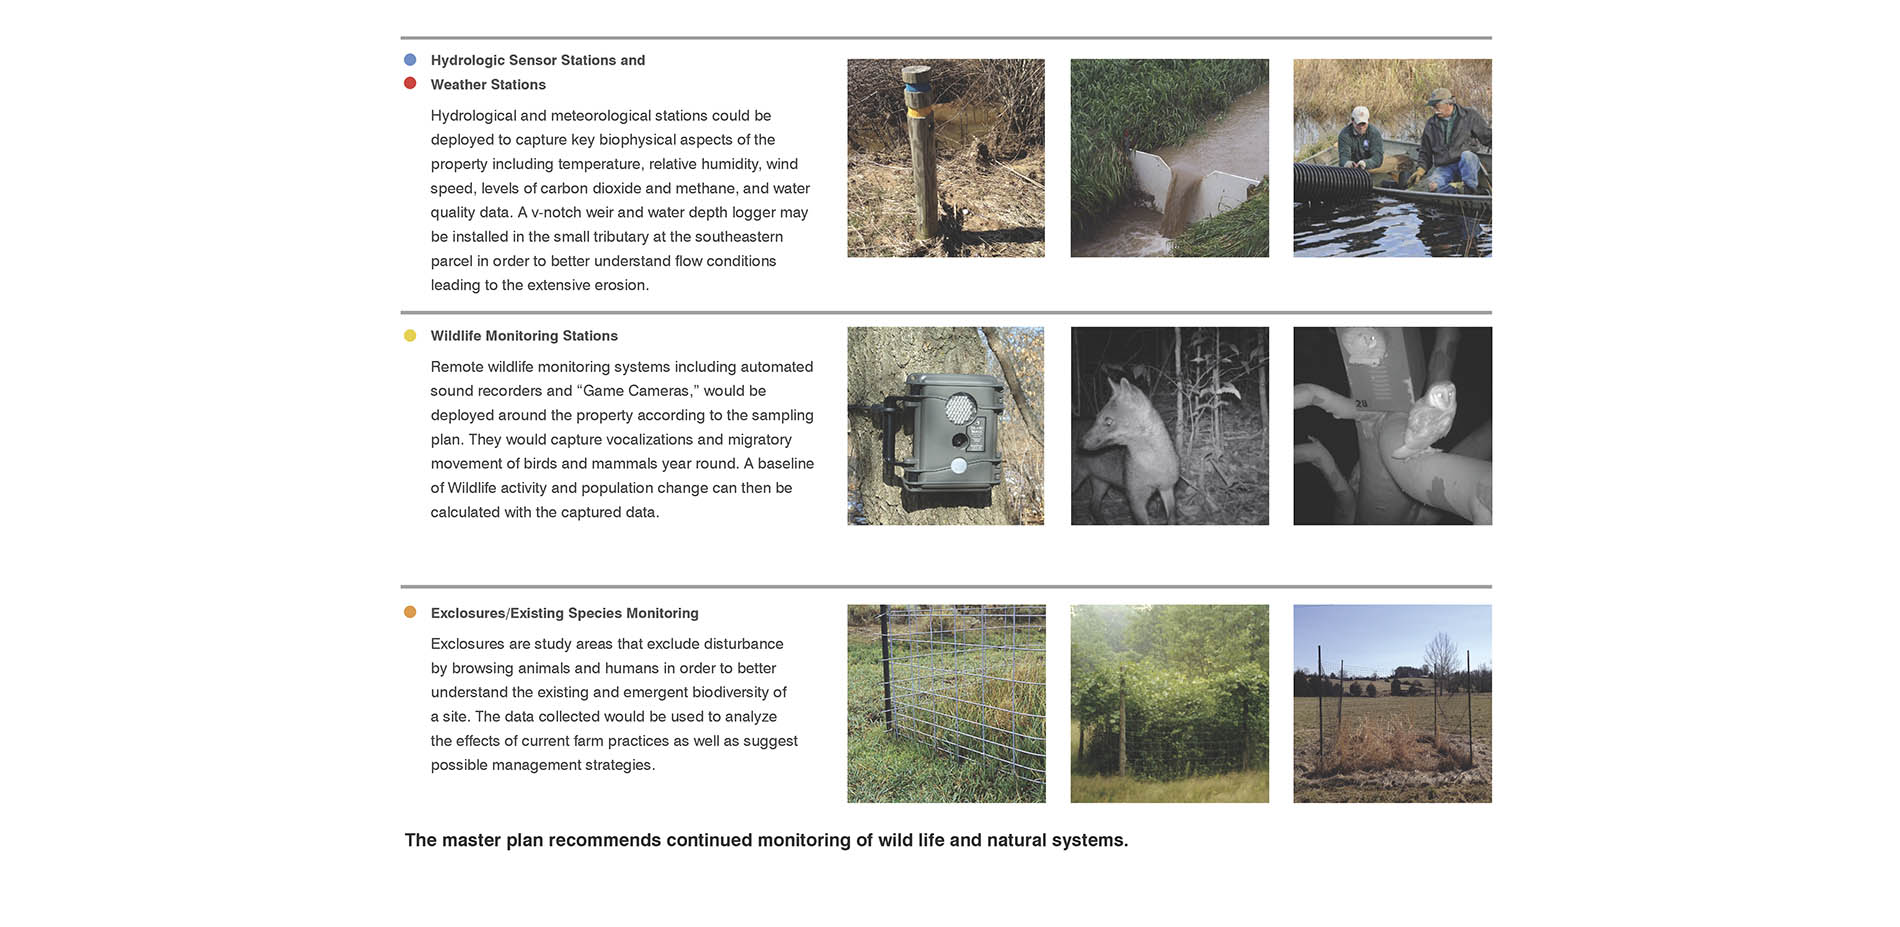 Hydrologic Sensor Stations and
Weather Stations
Hydrological and meteorological stations could be
deployed to capture key biophysical aspects of the
property including temperature, relative humidity, wind
speed, levels of carbon dioxide and methane, and water
quality data. A v-notch weir and water depth logger may
be installed in the small tributary at the southeastern
parcel in order to better understand flow conditions
leading to the extensive erosion.
Wildlife Monitoring Stations
Remote wildlife monitoring systems including automated
sound recorders and “Game Cameras,” would be
deployed around the property according to the sampling
plan. They would capture vocalizations and migratory
movement of birds and mammals year round. A baseline
of Wildlife activity and population change can then be
calculated with the captured data.
28
Exclosures/Existing Species Monitoring
Exclosures are study areas that exclude disturbance
by browsing animals and humans in order to better
understand the existing and emergent biodiversity of
a site. The data collected would be used to analyze
the effects of current farm practices as well as suggest
possible management strategies.
The master plan recommends continued monitoring of wild life and natural systems.